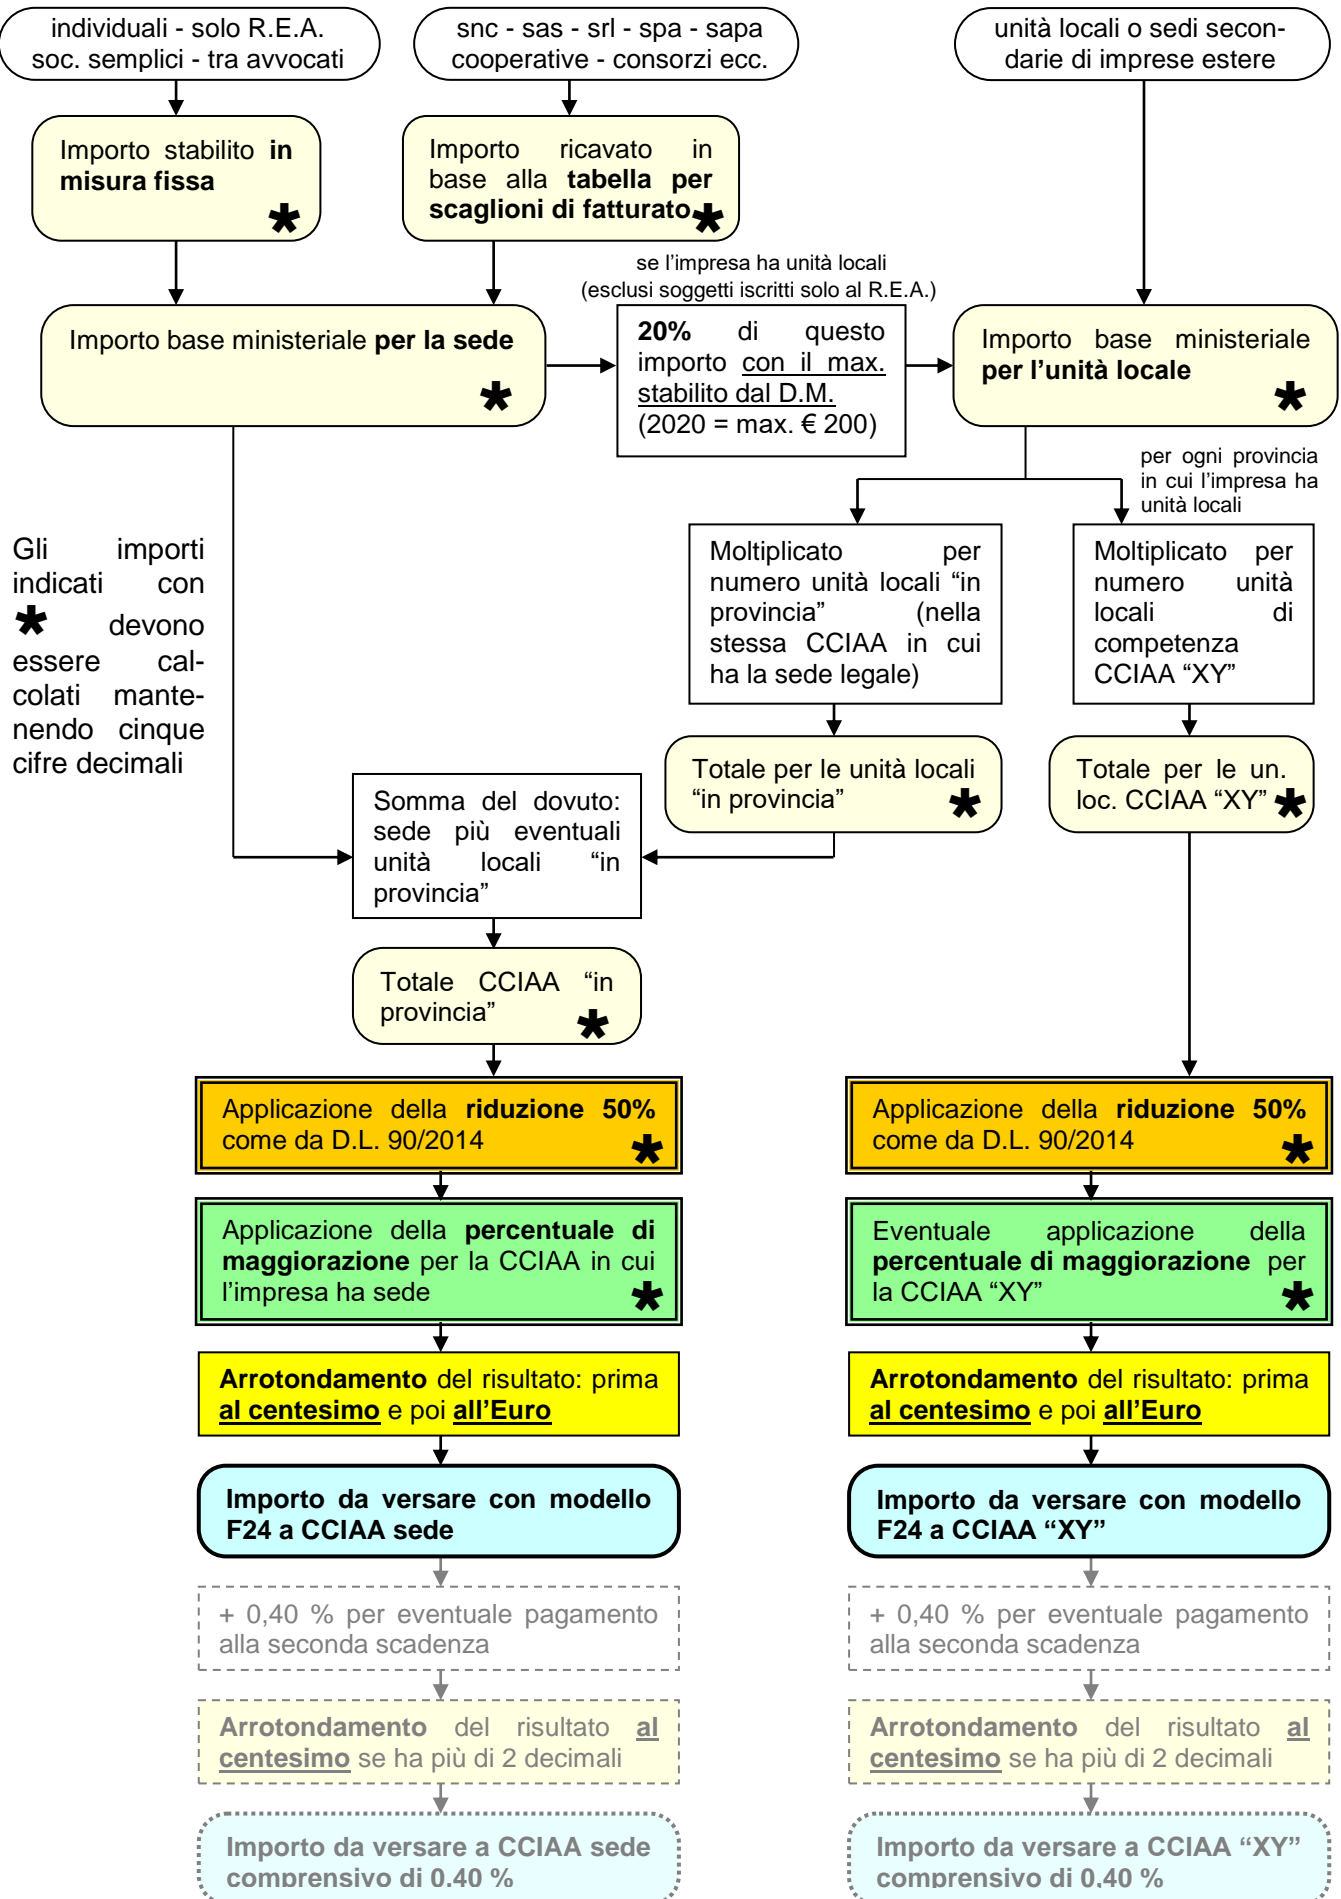 individuali - solo R.E.A.
soc. semplici - tra avvocati
snc - sas - srl - spa - sapa
cooperative - consorzi ecc.
unità locali o sedi secon-
darie di imprese estere
Importo stabilito in
misura fissa
*
Importo ricavato in
base alla tabella per
scaglioni di fatturato
*
se l'impresa ha unità locali
(esclusi soggetti iscritti solo al R.E.A.)
Importo base ministeriale per la sede
*
20% di questo
importo con il max.
stabilito dal D.M.
(2020 = max. € 200)
Importo base ministeriale
per l'unità locale
*
per ogni provincia
in cui l'impresa ha
unità locali
Gli importi
indicati con
* devono
essere cal-
colati mante-
nendo cinque
cifre decimali
Moltiplicato per
numero unità locali “in
provincia” (nella
stessa CCIAA in cui
ha la sede legale)
Moltiplicato per
numero unità
locali di
competenza
CCIAA “XY”
Totale per le unità locali
“in provincia”
*
Totale per le un.
loc. CCIAA “XY”
*
Somma del dovuto:
sede più eventuali
unità locali “in
provincia”
Totale CCIAA “in
provincia”
*
Applicazione della riduzione 50%
come da D.L. 90/2014
*
Applicazione della riduzione 50%
come da D.L. 90/2014
*
Applicazione della percentuale di
maggiorazione per la CCIAA in cui
l'impresa ha sede
*
Eventuale applicazione della
percentuale di maggiorazione per
la CCIAA “XY”
*
Arrotondamento del risultato: prima
al centesimo e poi all'Euro
Arrotondamento del risultato: prima
al centesimo e poi all'Euro
Importo da versare con modello
F24 a CCIAA sede
Importo da versare con modello
F24 a CCIAA “XY”
+ 0,40 % per eventuale pagamento
alla seconda scadenza
+ 0,40 % per eventuale pagamento
alla seconda scadenza
Arrotondamento del risultato al
centesimo se ha più di 2 decimali
Arrotondamento del risultato al
centesimo se ha più di 2 decimali
Importo da versare a CCIAA sede
comprensivo di 0,40 %
Importo da versare a CCIAA “XY”
comprensivo di 0,40 %